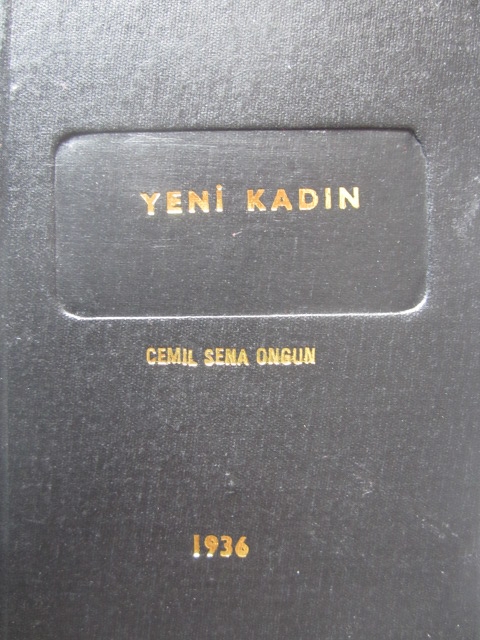 YENİ KADIN
CEMIL SENA ONGUN
1936